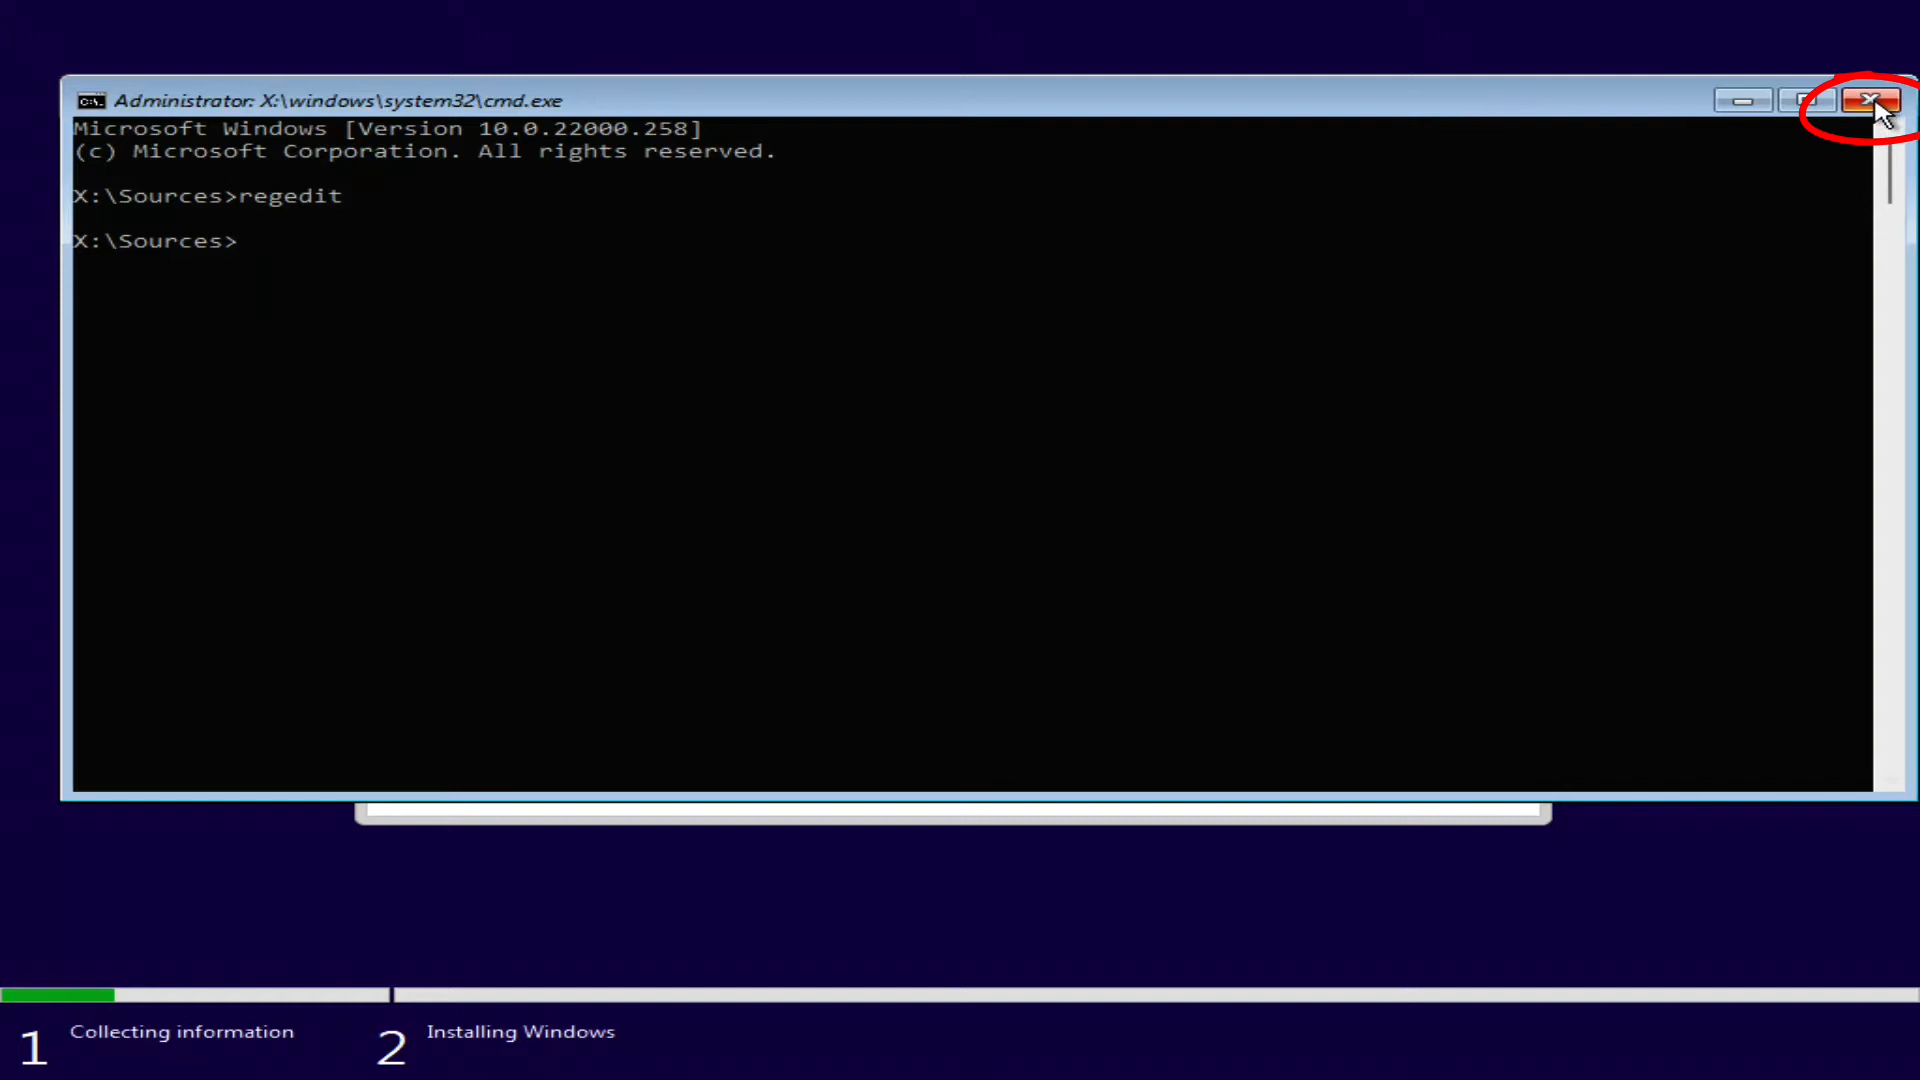 Administrator: X:\windows\system32\cmd.exe
Microsoft Windows [Version 10.0.22000.258]
(c) Microsoft Corporation. All rights reserved.
X:\Sources>regedit
X:\Sources>
1 Collecting information
2 Installing Windows